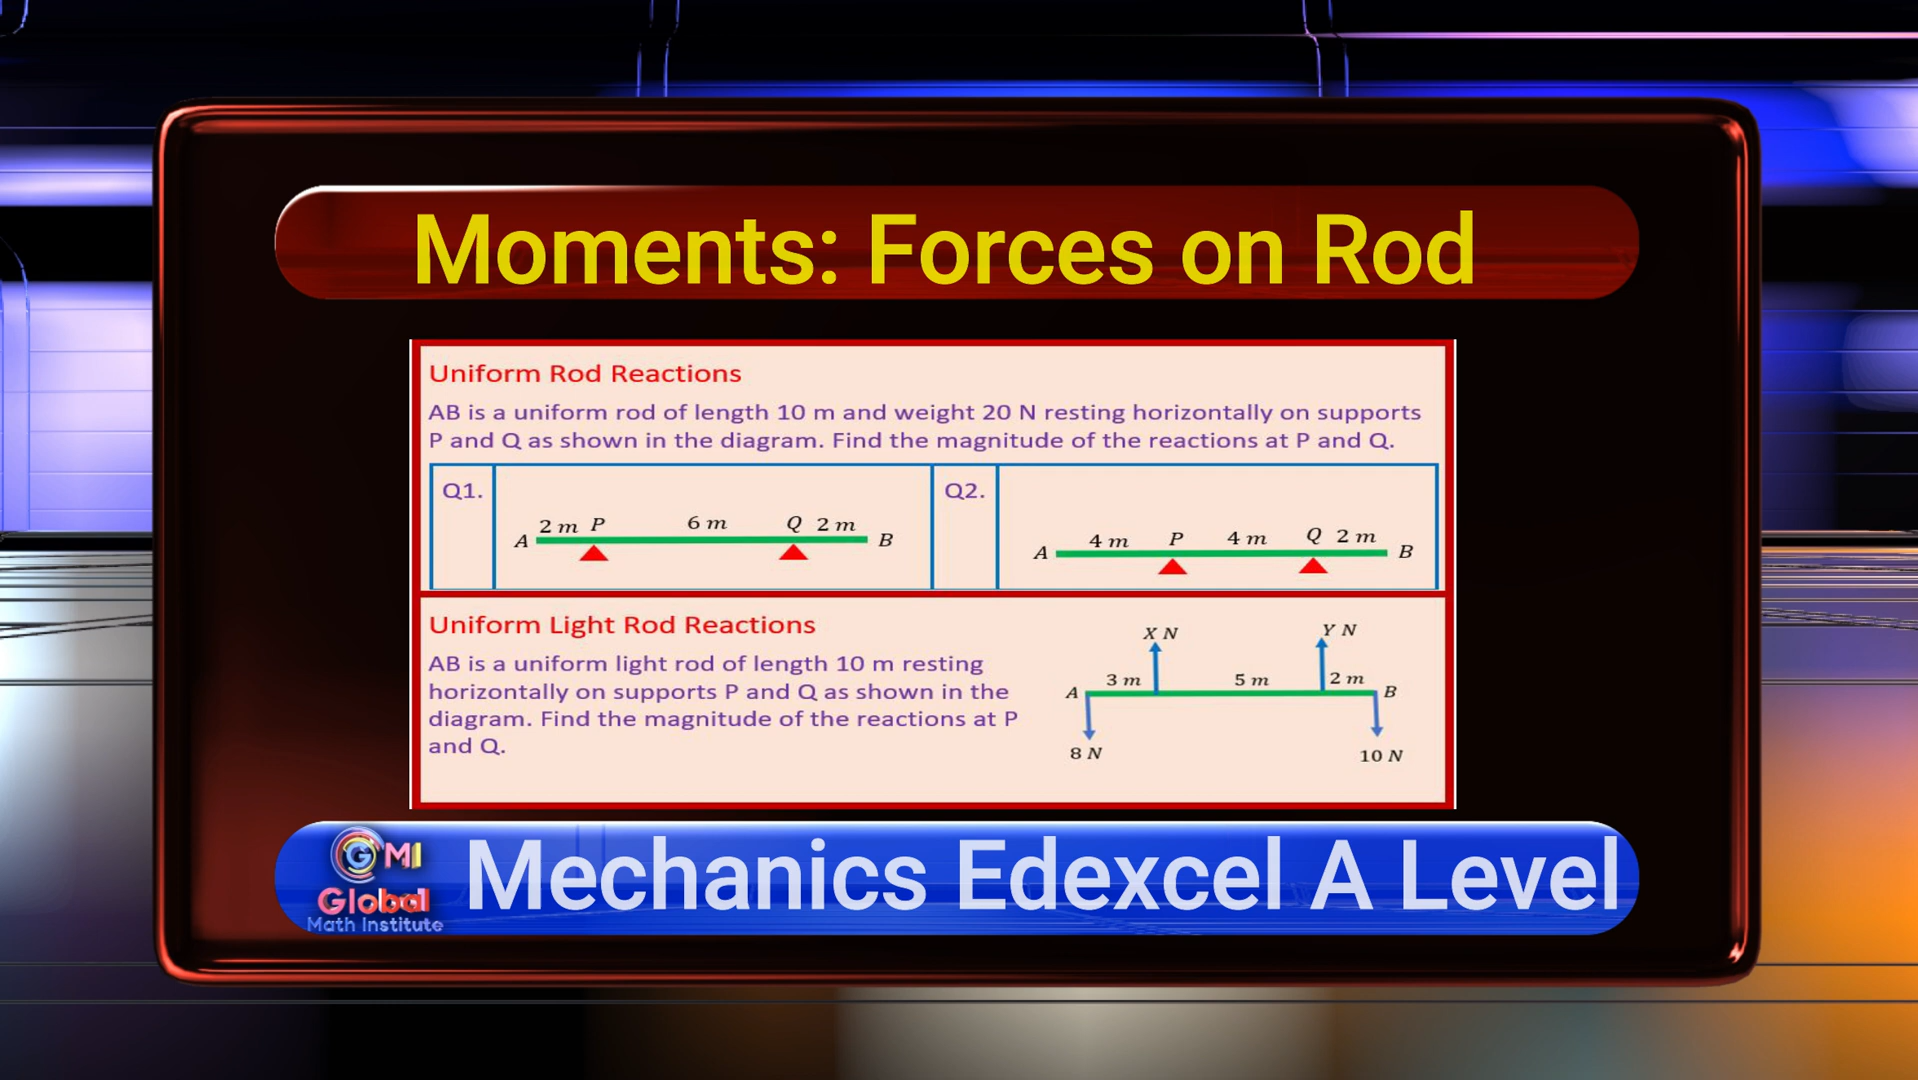 Moments: Forces on Rod
Uniform Rod Reactions
AB is a uniform rod of length 10 m and weight 20 N resting horizontally on supports
P and Q as shown in the diagram. Find the magnitude of the reactions at P and Q.
Q1.
2 m P 6 m Q 2 m
A B
Q2.
4 m P 4 m Q 2 m
A B
Uniform Light Rod Reactions
AB is a uniform light rod of length 10 m resting
horizontally on supports P and Q as shown in the
diagram. Find the magnitude of the reactions at P
and Q.
X N Y N
3 m 5 m 2 m
A B
8 N 10 N
GMI
Global
Math Institute
Mechanics Edexcel A Level